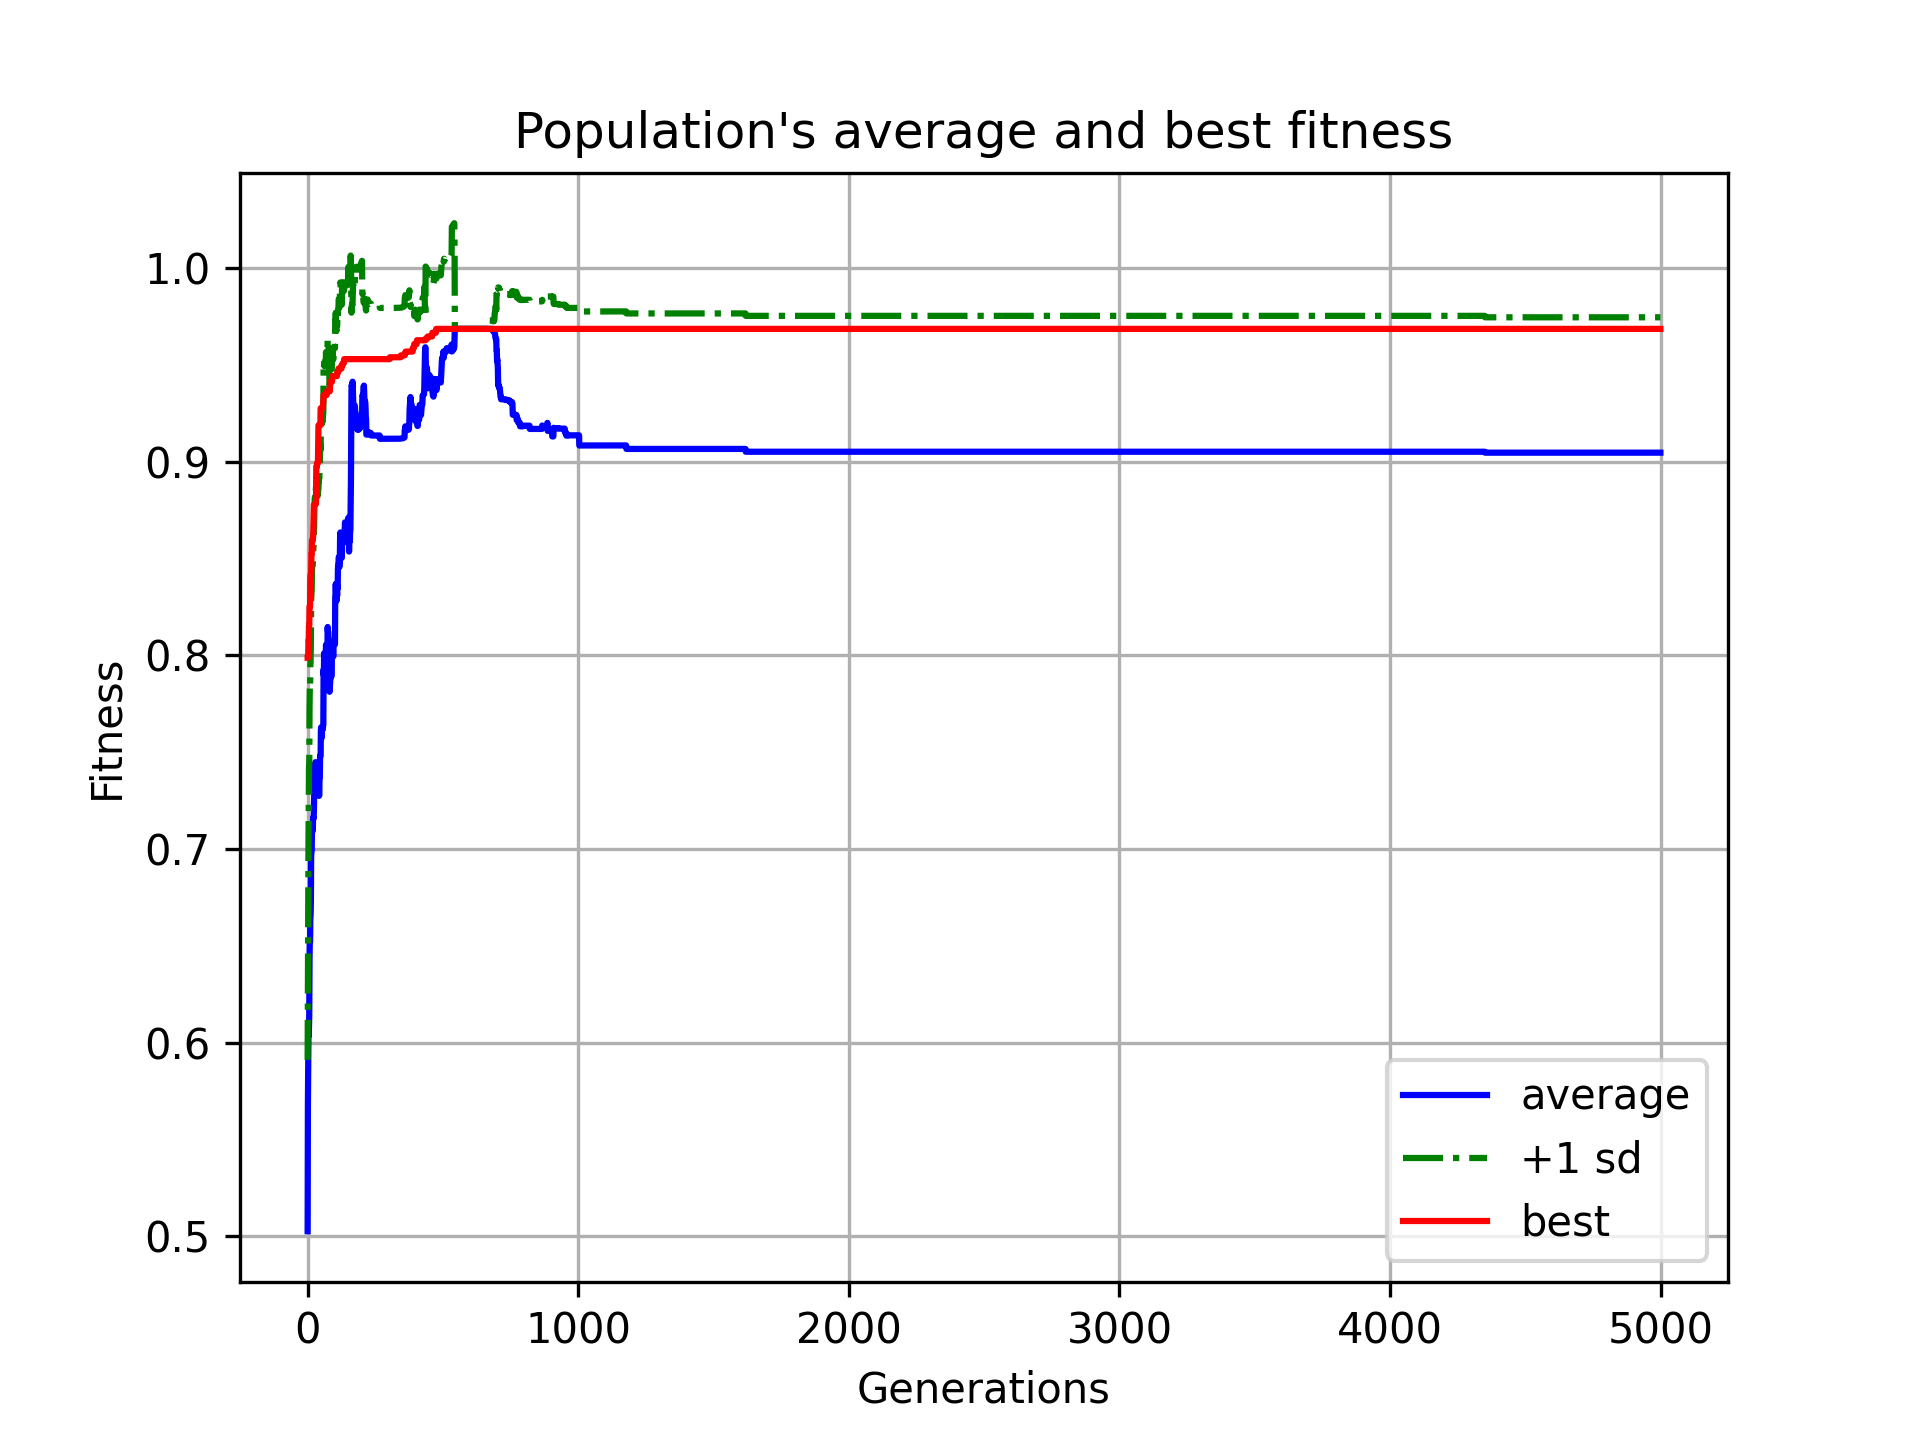 Population's average and best fitness
1.0
0.9
0.8
0.7
0.6
0.5
Fitness
0 1000 2000 3000 4000 5000
Generations
average
+1 sd
best